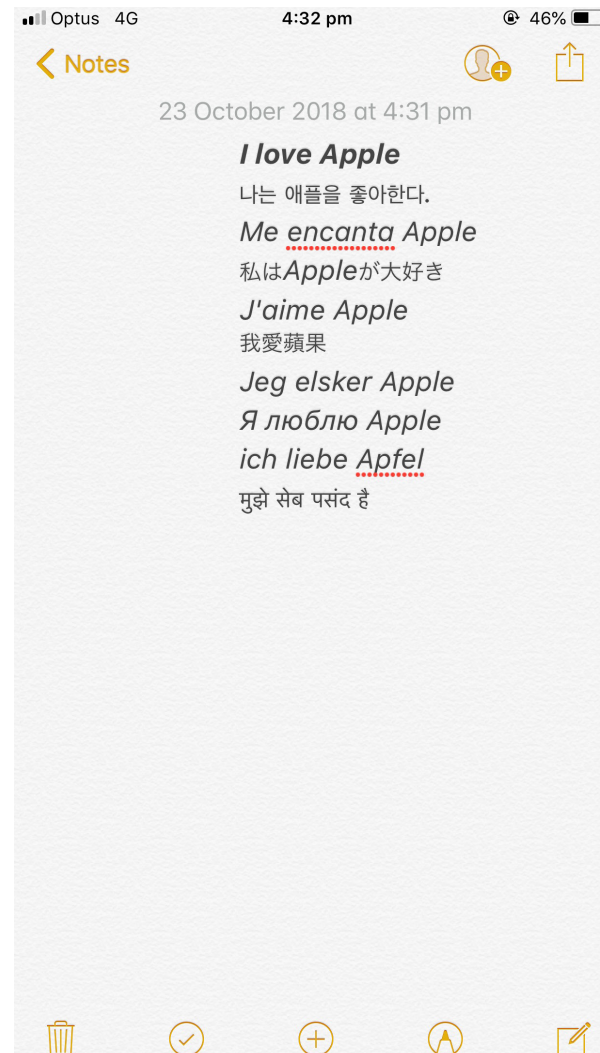 Optus 4G 4:32 pm 46%
Notes
23 October 2018 at 4:31 pm
I love Apple
나는 애플을 좋아한다.
Me encanta Apple
私はAppleが大好き
J'aime Apple
我愛蘋果
Jeg elsker Apple
Я люблю Apple
ich liebe Apfel
मुझे सेब पसंद है